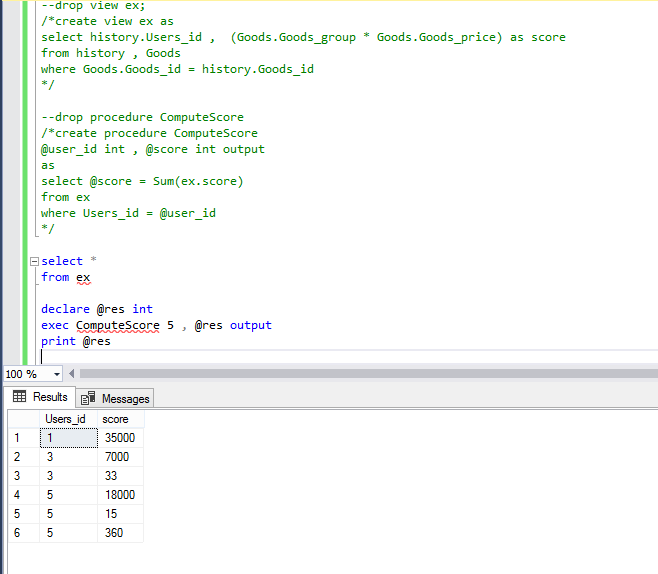 --drop view ex;
/*create view ex as
select history.Users_id ,  (Goods.Goods_group * Goods.Goods_price) as score
from history , Goods
where Goods.Goods_id = history.Goods_id
*/
--drop procedure ComputeScore
/*create procedure ComputeScore
@user_id int , @score int output
as
select @score = Sum(ex.score)
from ex
where Users_id = @user_id
*/
select *
from ex
declare @res int
exec ComputeScore 5 , @res output
print @res
100 %
Results Messages
Users_id score
1 1 35000
2 3 7000
3 3 33
4 5 18000
5 5 15
6 5 360